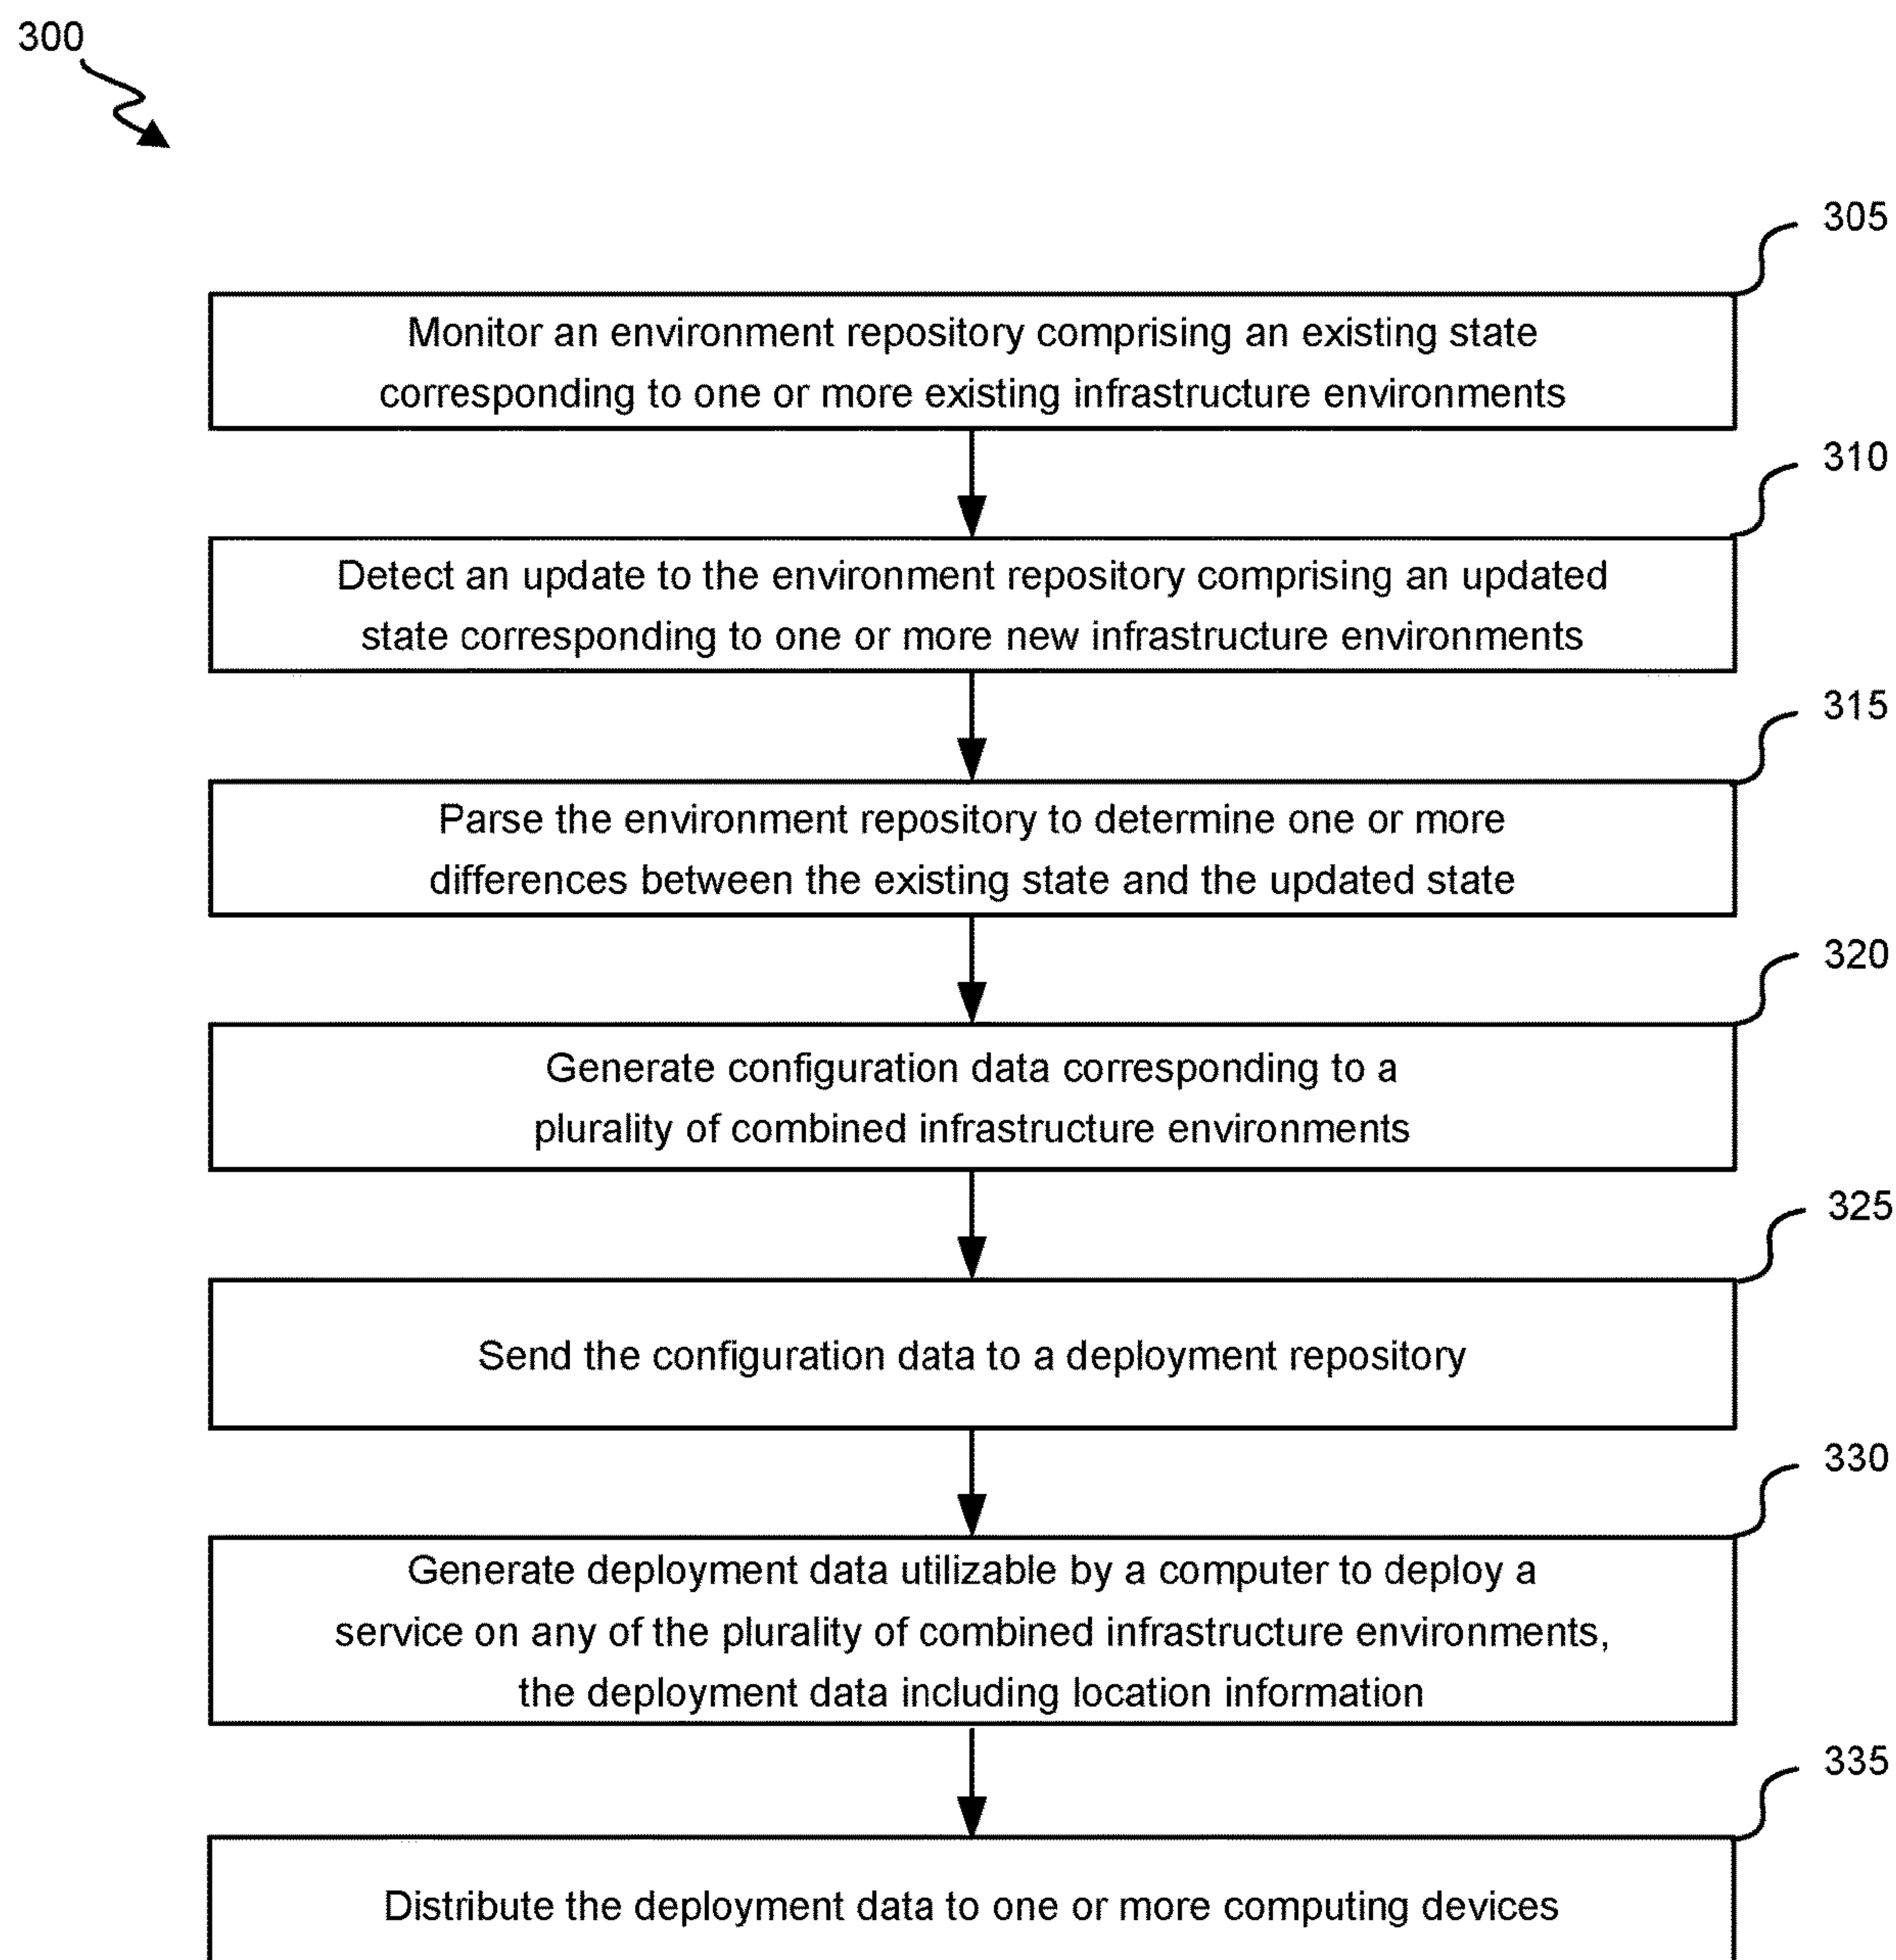 300
305
Monitor an environment repository comprising an existing state
corresponding to one or more existing infrastructure environments
310
Detect an update to the environment repository comprising an updated
state corresponding to one or more new infrastructure environments
315
Parse the environment repository to determine one or more
differences between the existing state and the updated state
320
Generate configuration data corresponding to a
plurality of combined infrastructure environments
325
Send the configuration data to a deployment repository
330
Generate deployment data utilizable by a computer to deploy a
service on any of the plurality of combined infrastructure environments,
the deployment data including location information
335
Distribute the deployment data to one or more computing devices